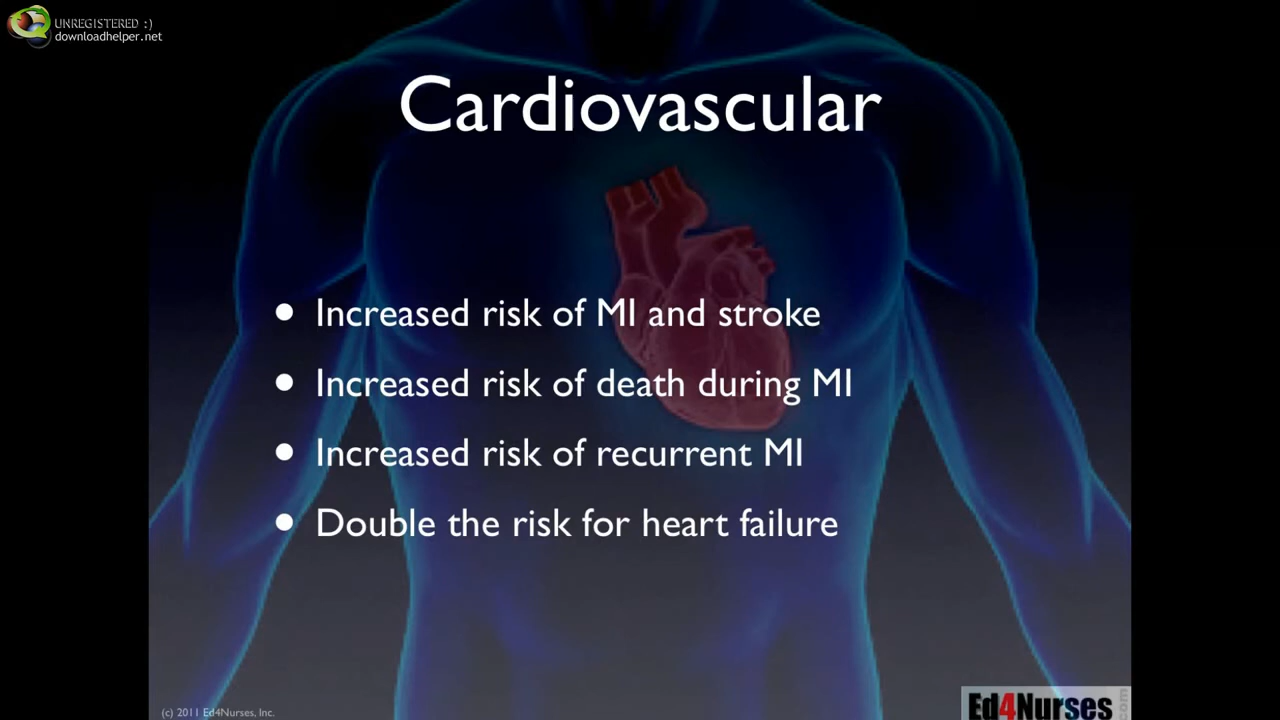 UNREGISTERED :)
downloadhelper.net
Cardiovascular
• Increased risk of MI and stroke
• Increased risk of death during MI
• Increased risk of recurrent MI
• Double the risk for heart failure
(c) 2011 Ed4Nurses, Inc.
Ed4Nurses
.com